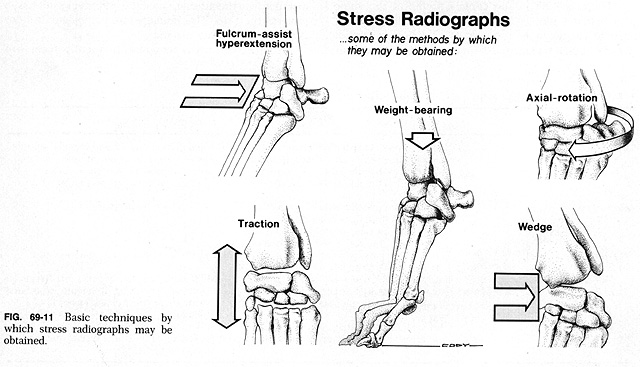 Stress Radiographs
...some of the methods by which
they may be obtained:
Fulcrum-assist
hyperextension
Weight-bearing
Axial-rotation
Traction
Wedge
FIG. 69-11 Basic techniques by
which stress radiographs may be
obtained.